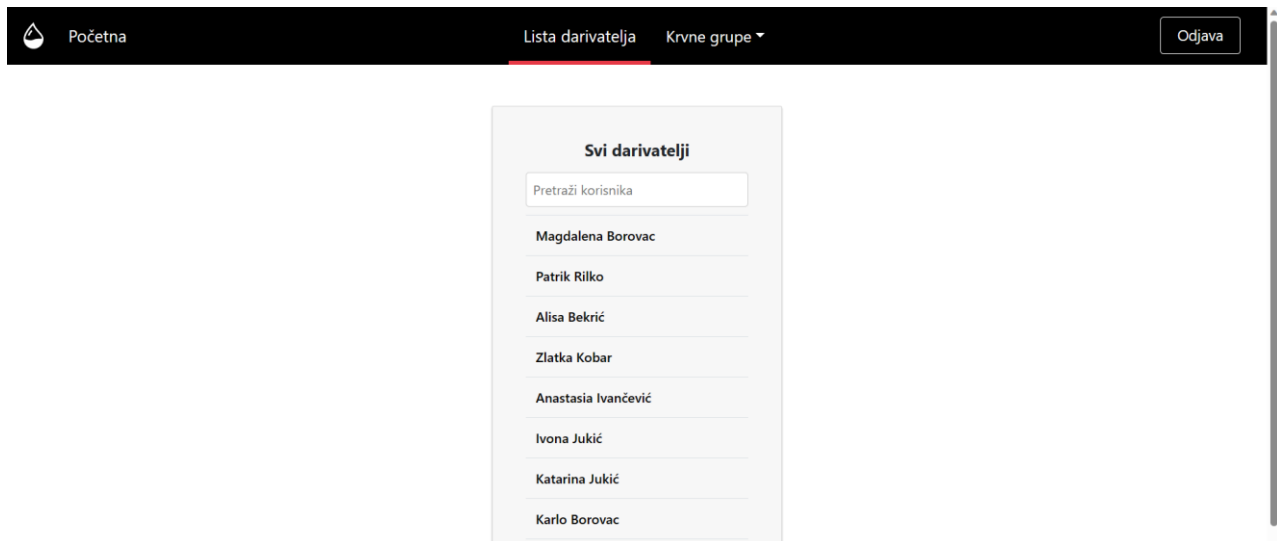 Početna Lista darivatelja Krvne grupe Odjava
Svi darivatelji
Pretraži korisnika
Magdalena Borovac
Patrik Rilko
Alisa Bekrić
Zlatka Kobar
Anastasia Ivančević
Ivona Jukić
Katarina Jukić
Karlo Borovac